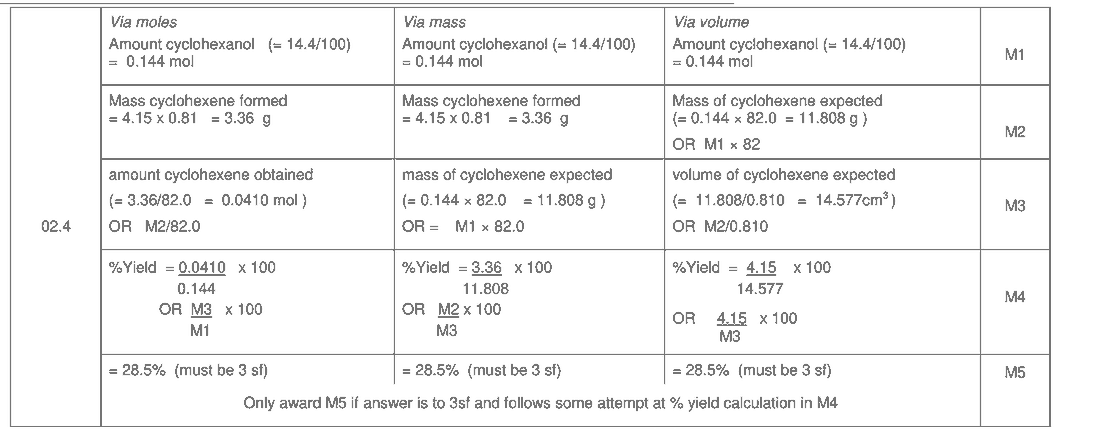 02.4
Via moles
Amount cyclohexanol (= 14.4/100)
= 0.144 mol
Via mass
Amount cyclohexanol (= 14.4/100)
= 0.144 mol
Via volume
Amount cyclohexanol (= 14.4/100)
= 0.144 mol
M1
Mass cyclohexene formed
= 4.15 x 0.81 = 3.36 g
Mass cyclohexene formed
= 4.15 x 0.81 = 3.36 g
Mass of cyclohexene expected
(= 0.144 × 82.0 = 11.808 g )
OR M1 × 82
M2
amount cyclohexene obtained
(= 3.36/82.0 = 0.0410 mol )
OR M2/82.0
mass of cyclohexene expected
(= 0.144 × 82.0 = 11.808 g )
OR = M1 × 82.0
volume of cyclohexene expected
(= 11.808/0.810 = 14.577cm³ )
OR M2/0.810
M3
%Yield = 0.0410 x 100
0.144
OR M3 x 100
M1
%Yield = 3.36 x 100
11.808
OR M2 x 100
M3
%Yield = 4.15 x 100
14.577
OR 4.15 x 100
M3
M4
= 28.5% (must be 3 sf)
= 28.5% (must be 3 sf)
= 28.5% (must be 3 sf)
M5
Only award M5 if answer is to 3sf and follows some attempt at % yield calculation in M4